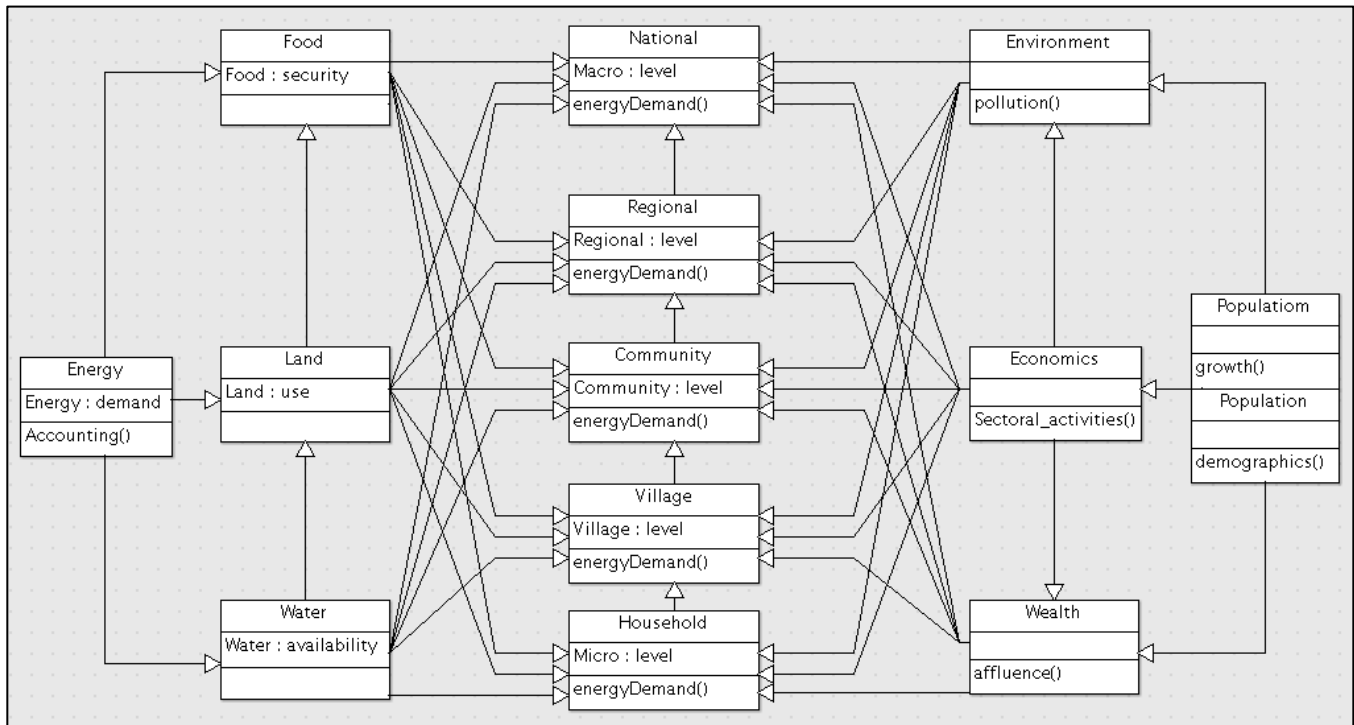 Food
Food : security
National
Macro : level
energyDemand()
Environment
pollution()
Regional
Regional : level
energyDemand()
Energy
Energy : demand
Accounting()
Land
Land : use
Community
Community : level
energyDemand()
Economics
Sectoral_activities()
Populatiom
growth()
Population
demographics()
Village
Village : level
energyDemand()
Water
Water : availability
Household
Micro : level
energyDemand()
Wealth
affluence()